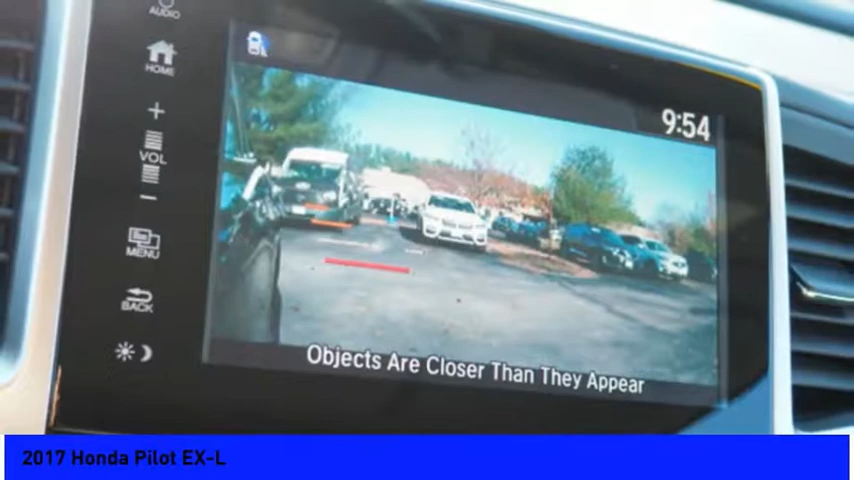 AUDIO
HOME
9:54
+
VOL
−
MENU
BACK
Objects Are Closer Than They Appear
2017 Honda Pilot EX-L